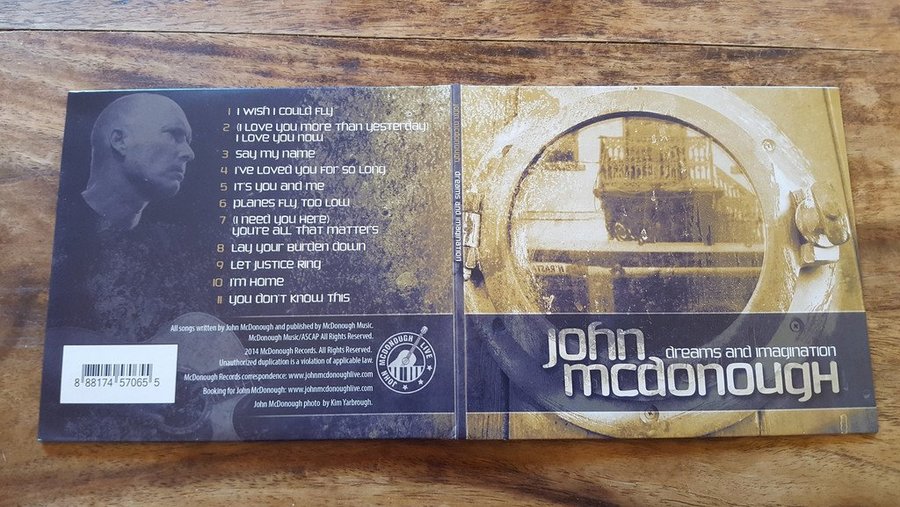 1 I WISH I COULD FLY
2 (I LOVE YOU MORE THAN YESTERDAY)
I LOVE YOU NOW
3 SAY MY NAME
4 I'VE LOVED YOU FOR SO LONG
5 IT'S YOU AND ME
6 PLANES FLY TOO LOW
7 (I NEED YOU HERE)
YOU'RE ALL THAT MATTERS
8 LAY YOUR BURDEN DOWN
9 LET JUSTICE RING
10 I'M HOME
11 YOU DON'T KNOW THIS
All songs written by John McDonough and published by McDonough Music.
McDonough Music/ASCAP All Rights Reserved.
2014 McDonough Records. All Rights Reserved.
Unauthorized duplication is a violation of applicable law.
McDonough Records correspondence: www.johnmcdonoughlive.com
Booking for John McDonough: www.johnmcdonoughlive.com
John McDonough photo by Kim Yarbrough.
8 88174 57065 5
JOHN MCDONOUGH LIVE
john mcdonough dreams and imagination
john
dreams and imagination
mcdonough